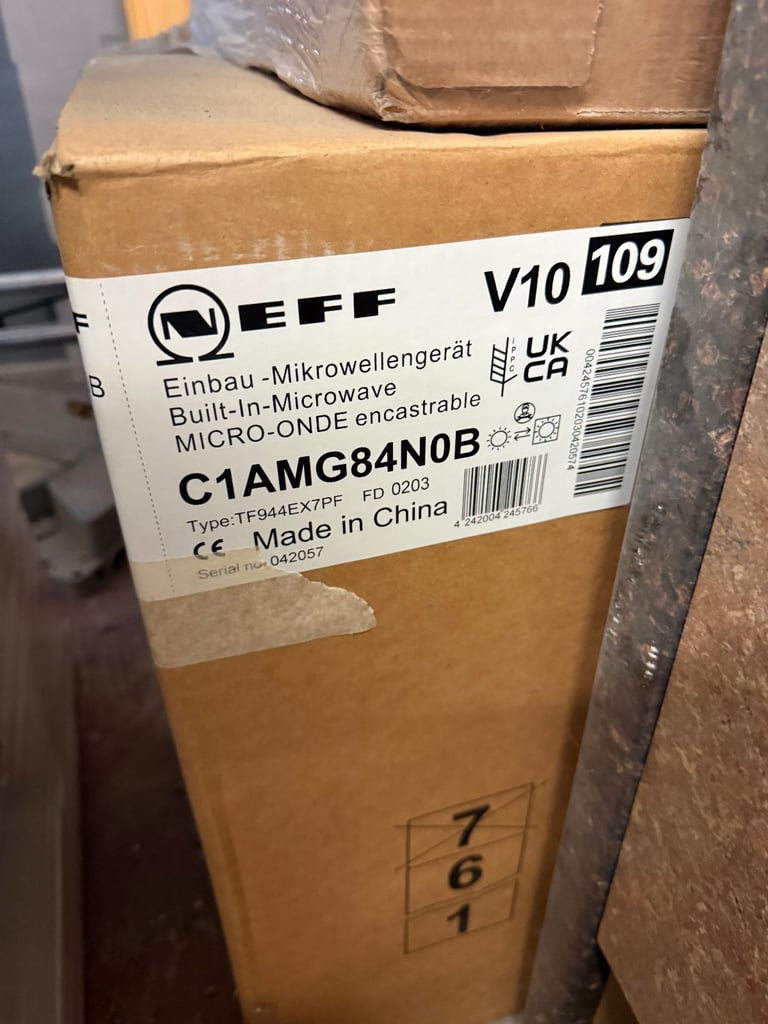 NEFF
V10 109
Einbau -Mikrowellengerät
Built-In-Microwave
MICRO-ONDE encastrable
IPPC
UK
CA
C1AMG84N0B
Type:TF944EX7PF FD 0203
CE Made in China
Serial no. 042057
4 242004 245766
F
B
7
6
1